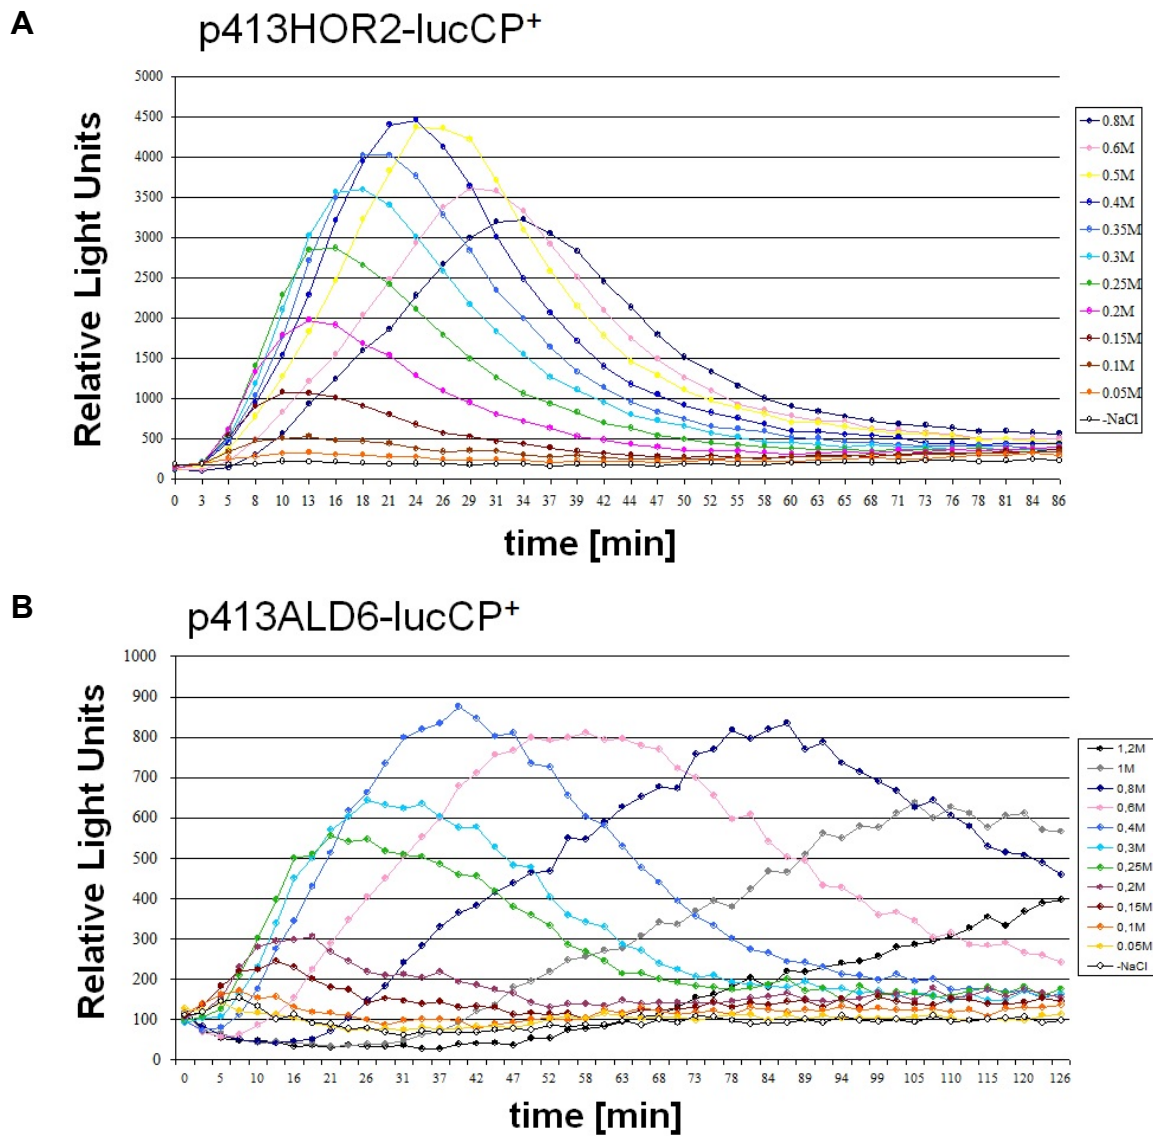 A
p413HOR2-lucCP+
5000
4500
4000
3500
3000
2500
2000
1500
1000
500
0
Relative Light Units
0 3 5 8 10 13 16 18 21 24 26 29 31 34 37 39 42 44 47 50 52 55 58 60 63 65 68 71 73 76 78 81 84 86
time [min]
0.8M
0.6M
0.5M
0.4M
0.35M
0.3M
0.25M
0.2M
0.15M
0.1M
0.05M
-NaCl
B
p413ALD6-lucCP+
1000
900
800
700
600
500
400
300
200
100
0
Relative Light Units
0 5 10 16 21 26 31 37 42 47 52 58 63 68 73 78 84 89 94 99 105 110 115 120 126
time [min]
1,2M
1M
0,8M
0,6M
0,4M
0,3M
0,25M
0,2M
0,15M
0,1M
0.05M
-NaCl